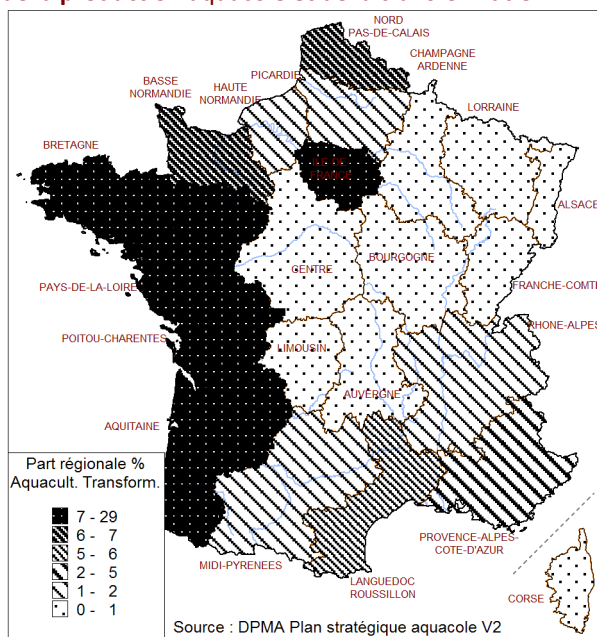 NORD
PAS-DE-CALAIS
CHAMPAGNE
ARDENNE
PICARDIE
BASSE
NORMANDIE
HAUTE
NORMANDIE
LORRAINE
BRETAGNE
FRANCE
ALSACE
BOURGOGNE
CENTRE
PAYS-DE-LA-LOIRE
FRANCHE-COMTE
RHONE-ALPES
POITOU-CHARENTES
LIMOUSIN
AUVERGNE
AQUITAINE
Part régionale %
Aquacult. Transform.
7 - 29
6 - 7
5 - 6
2 - 5
1 - 2
0 - 1
PROVENCE-ALPES-
COTE-D'AZUR
MIDI-PYRENEES
LANGUEDOC
ROUSSILLON
CORSE
Source : DPMA Plan stratégique aquacole V2